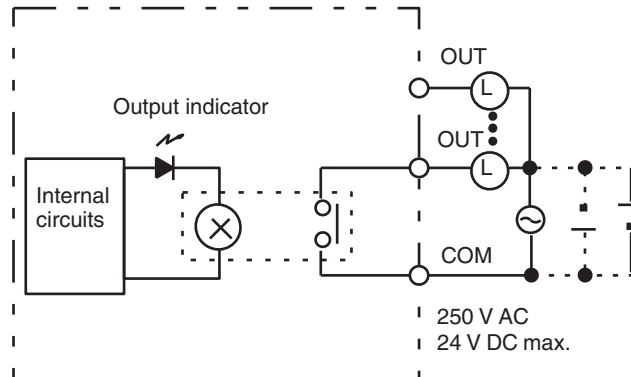 OUT
L
Output indicator
OUT
L
Internal
circuits
COM
250 V AC
24 V DC max.